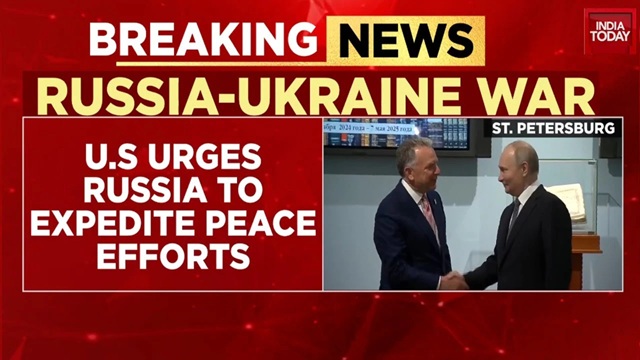 BREAKING NEWS
INDIA
TODAY
RUSSIA-UKRAINE WAR
U.S URGES
RUSSIA TO
EXPEDITE PEACE
EFFORTS
2024 года - 7 мая 2025
ST. PETERSBURG